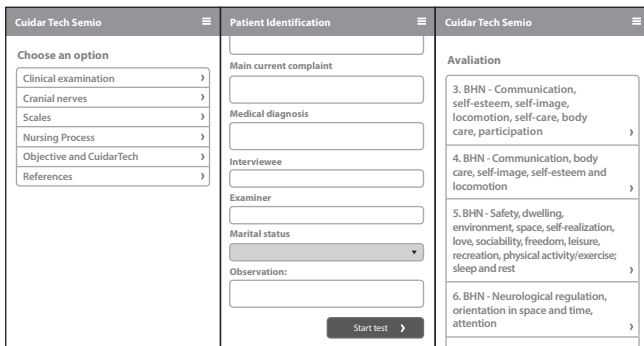 Cuidar Tech Semio
Choose an option
Clinical examination
Cranial nerves
Scales
Nursing Process
Objective and CuidarTech
References
Patient Identification
Main current complaint
Medical diagnosis
Interviewee
Examiner
Marital status
Observation:
Start test
Cuidar Tech Semio
Avaliation
3. BHN - Communication,
self-esteem, self-image,
locomotion, self-care, body
care, participation
4. BHN - Communication, body
care, self-image, self-esteem and
locomotion
5. BHN - Safety, dwelling,
environment, space, self-realization,
love, sociability, freedom, leisure,
recreation, physical activity/exercise;
sleep and rest
6. BHN - Neurological regulation,
orientation in space and time,
attention